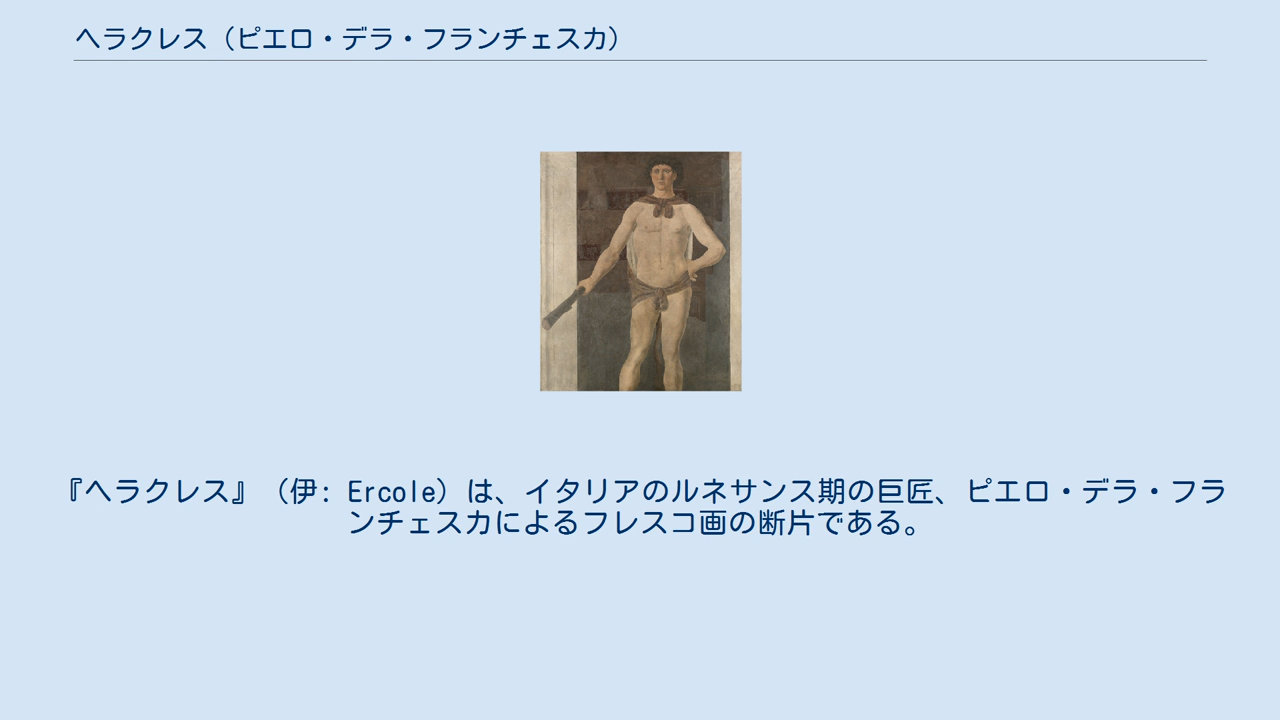 ヘラクレス（ピエロ・デラ・フランチェスカ）
『ヘラクレス』（伊: Ercole）は、イタリアのルネサンス期の巨匠、ピエロ・デラ・フラ
ンチェスカによるフレスコ画の断片である。